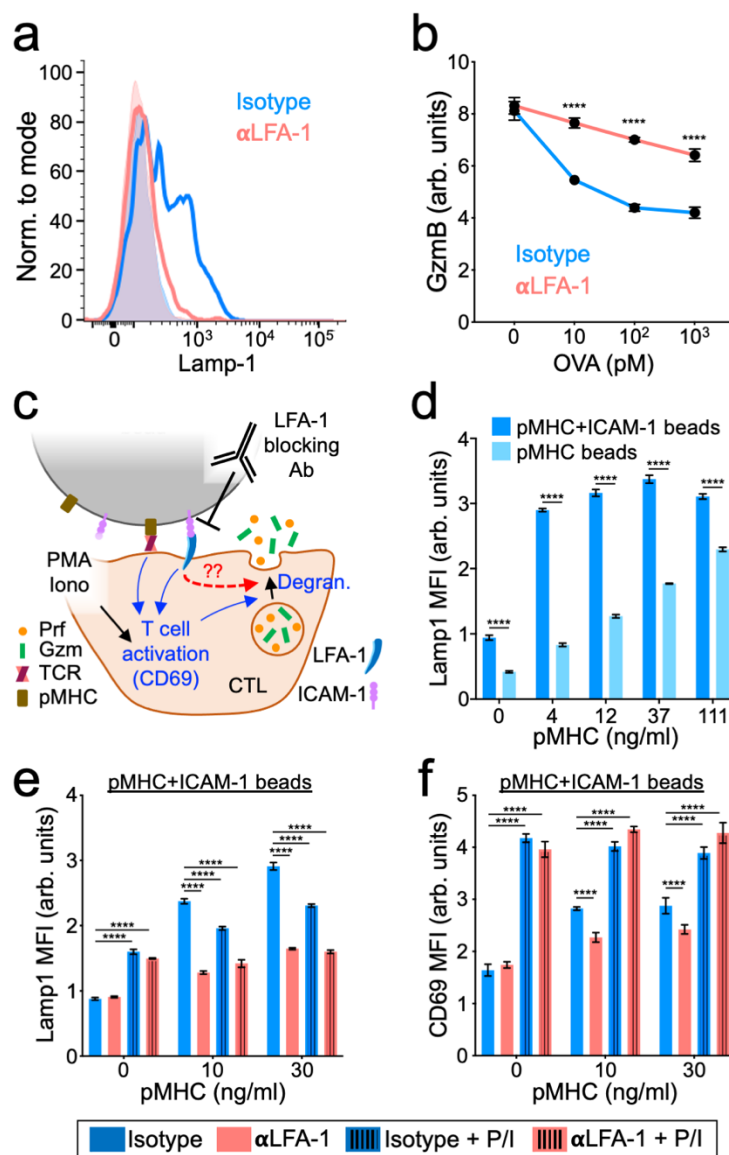 a
Isotype
αLFA-1
Norm. to mode
100
80
60
40
20
0
0 10³ 10⁴ 10⁵
Lamp-1
b
GzmB (arb. units)
10
8
6
4
2
0
**** **** ****
Isotype
αLFA-1
0 10 10² 10³
OVA (pM)
c
LFA-1
blocking
Ab
pMHC
PMA
Iono
??
Degran.
T cell
activation
(CD69)
CTL
Prf
Gzm
TCR
pMHC
LFA-1
ICAM-1
d
pMHC+ICAM-1 beads
pMHC beads
Lamp1 MFI (arb. units)
4
3
2
1
0
**** **** **** **** ****
0 4 12 37 111
pMHC (ng/ml)
e
pMHC+ICAM-1 beads
Lamp1 MFI (arb. units)
4
3
2
1
0
****
****
****
****
****
****
****
****
0 10 30
pMHC (ng/ml)
f
pMHC+ICAM-1 beads
CD69 MFI (arb. units)
5
4
3
2
1
0
****
****
****
****
****
****
****
****
0 10 30
pMHC (ng/ml)
Isotype αLFA-1 Isotype + P/I αLFA-1 + P/I